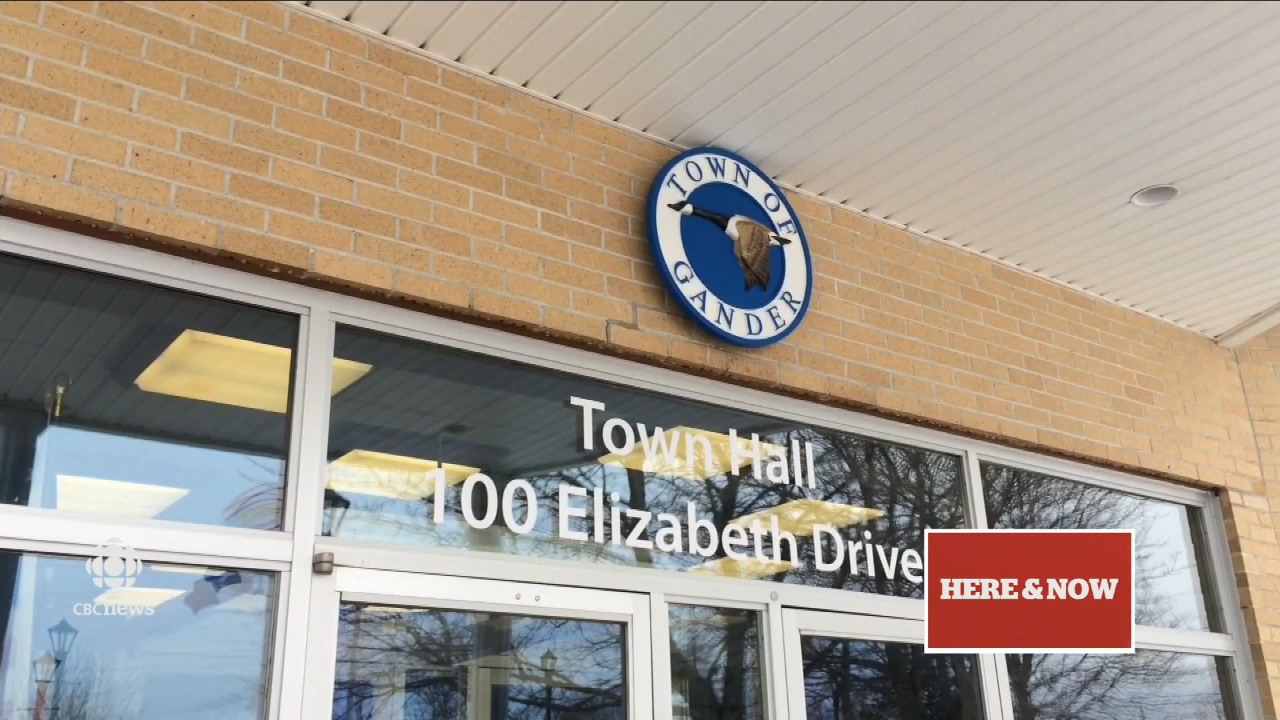 TOWN OF
GANDER
Town Hall
100 Elizabeth Drive
HERE & NOW
CBC news